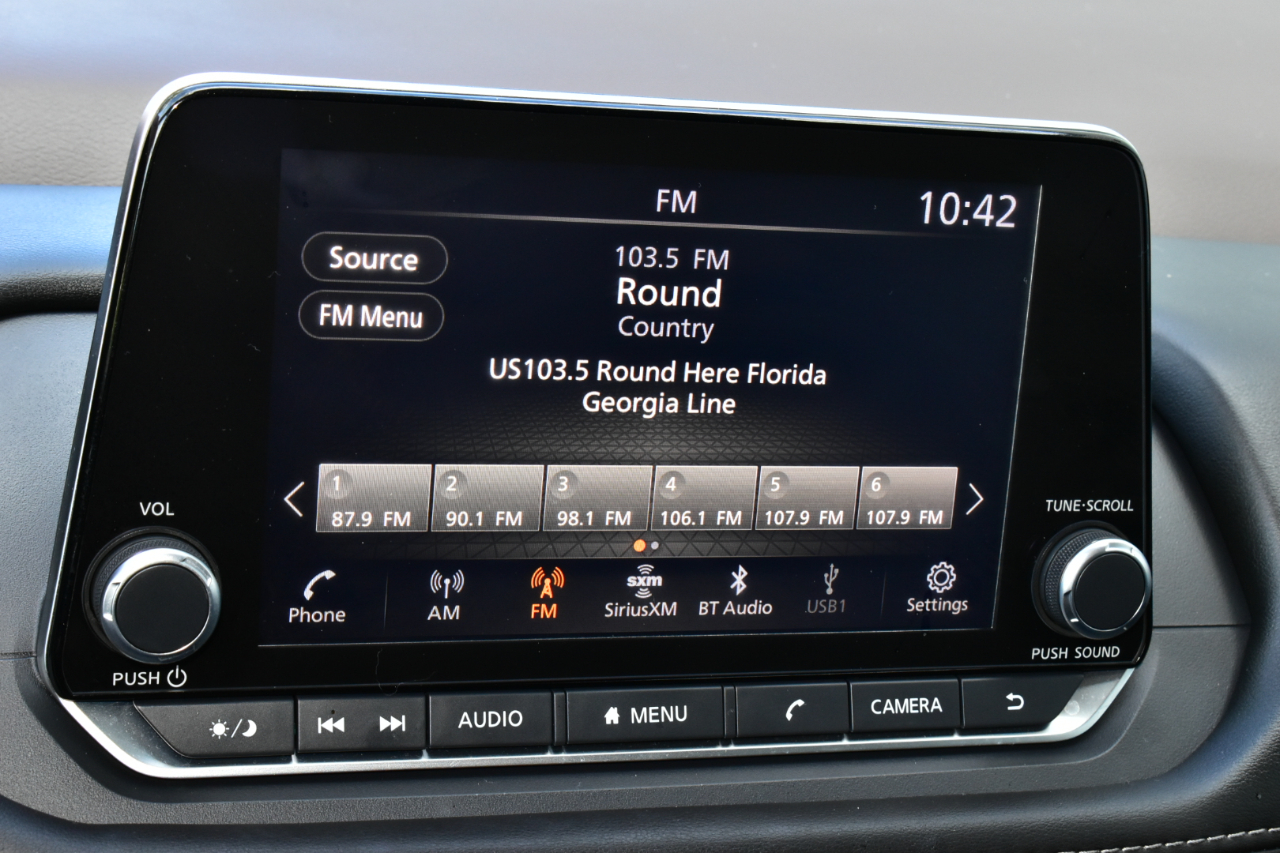 FM
10:42
Source
FM Menu
103.5 FM
Round
Country
US103.5 Round Here Florida
Georgia Line
1
2
3
4
5
6
87.9 FM
90.1 FM
98.1 FM
106.1 FM
107.9 FM
107.9 FM
VOL
TUNE·SCROLL
Phone
AM
FM
sxm
SiriusXM
BT Audio
USB1
Settings
PUSH
PUSH SOUND
AUDIO
MENU
CAMERA